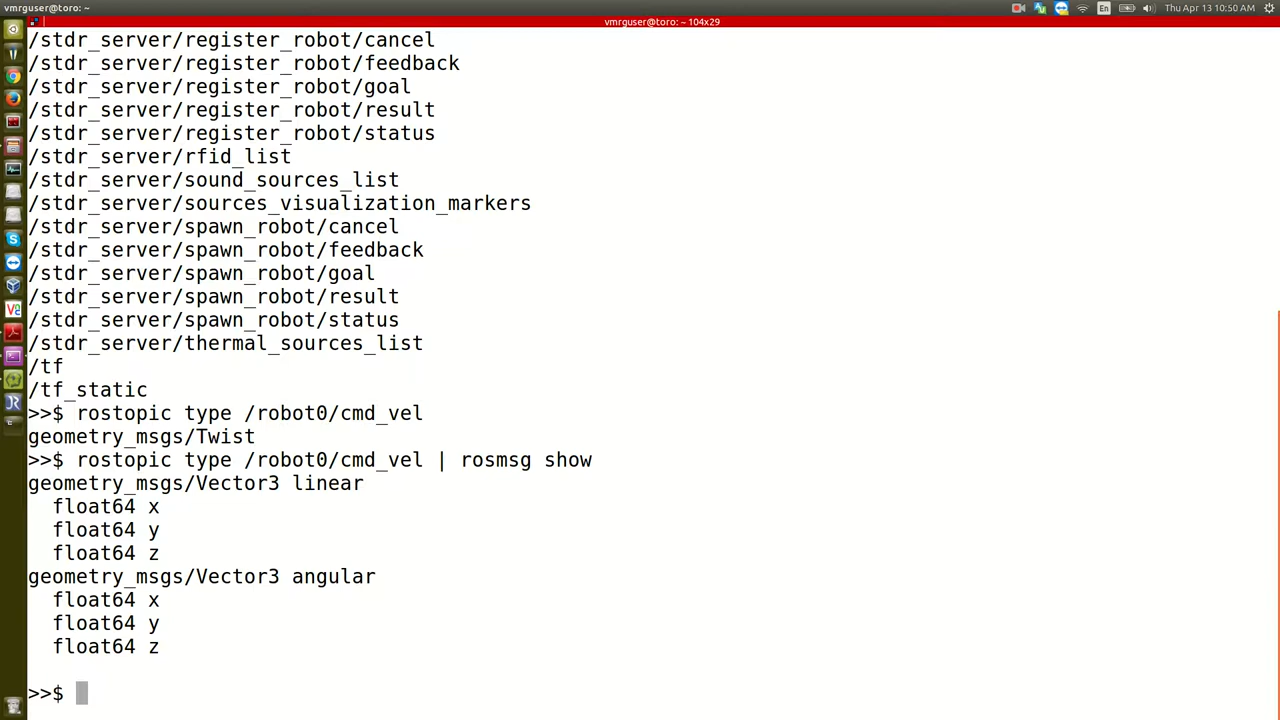 vmrguser@toro: ~
En
Thu Apr 13 10:50 AM
vmrguser@toro: ~ 104x29
/stdr_server/register_robot/cancel
/stdr_server/register_robot/feedback
/stdr_server/register_robot/goal
/stdr_server/register_robot/result
/stdr_server/register_robot/status
/stdr_server/rfid_list
/stdr_server/sound_sources_list
/stdr_server/sources_visualization_markers
/stdr_server/spawn_robot/cancel
/stdr_server/spawn_robot/feedback
/stdr_server/spawn_robot/goal
/stdr_server/spawn_robot/result
/stdr_server/spawn_robot/status
/stdr_server/thermal_sources_list
/tf
/tf_static
>>$ rostopic type /robot0/cmd_vel
geometry_msgs/Twist
>>$ rostopic type /robot0/cmd_vel | rosmsg show
geometry_msgs/Vector3 linear
  float64 x
  float64 y
  float64 z
geometry_msgs/Vector3 angular
  float64 x
  float64 y
  float64 z
>>$